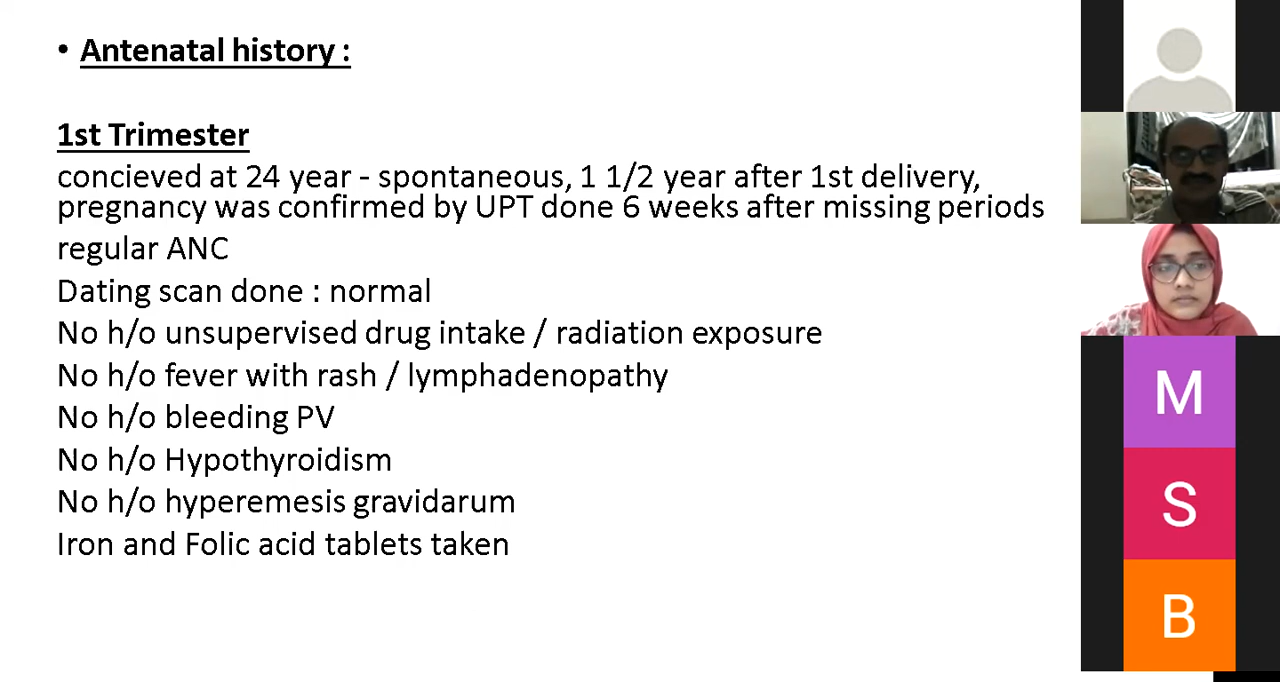 • Antenatal history :
1st Trimester
concieved at 24 year - spontaneous, 1 1/2 year after 1st delivery,
pregnancy was confirmed by UPT done 6 weeks after missing periods
regular ANC
Dating scan done : normal
No h/o unsupervised drug intake / radiation exposure
No h/o fever with rash / lymphadenopathy
No h/o bleeding PV
No h/o Hypothyroidism
No h/o hyperemesis gravidarum
Iron and Folic acid tablets taken
M
S
B